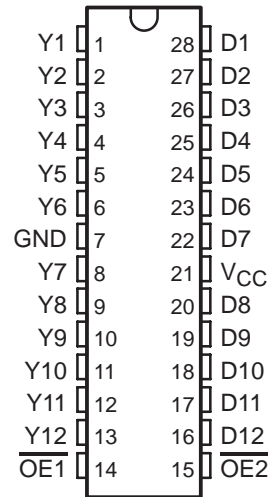 Y1 1 28 D1
Y2 2 27 D2
Y3 3 26 D3
Y4 4 25 D4
Y5 5 24 D5
Y6 6 23 D6
GND 7 22 D7
Y7 8 21 VCC
Y8 9 20 D8
Y9 10 19 D9
Y10 11 18 D10
Y11 12 17 D11
Y12 13 16 D12
O̅E̅1̅ 14 15 O̅E̅2̅